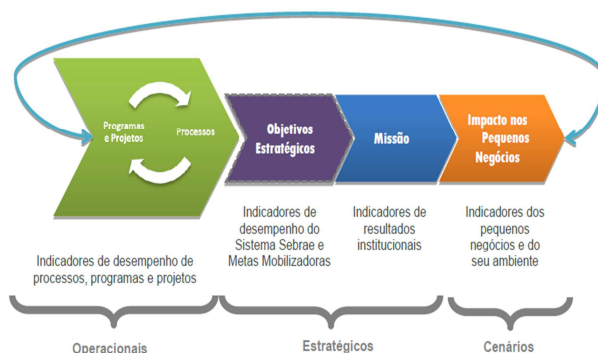 Programas
e Projetos
Processos
Objetivos
Estratégicos
Missão
Impacto nos
Pequenos
Negócios
Indicadores de desempenho de
processos, programas e projetos
Indicadores de
desempenho do
Sistema Sebrae e
Metas Mobilizadoras
Indicadores de
resultados
institucionais
Indicadores dos
pequenos
negócios e do
seu ambiente
Operacionais
Estratégicos
Cenários